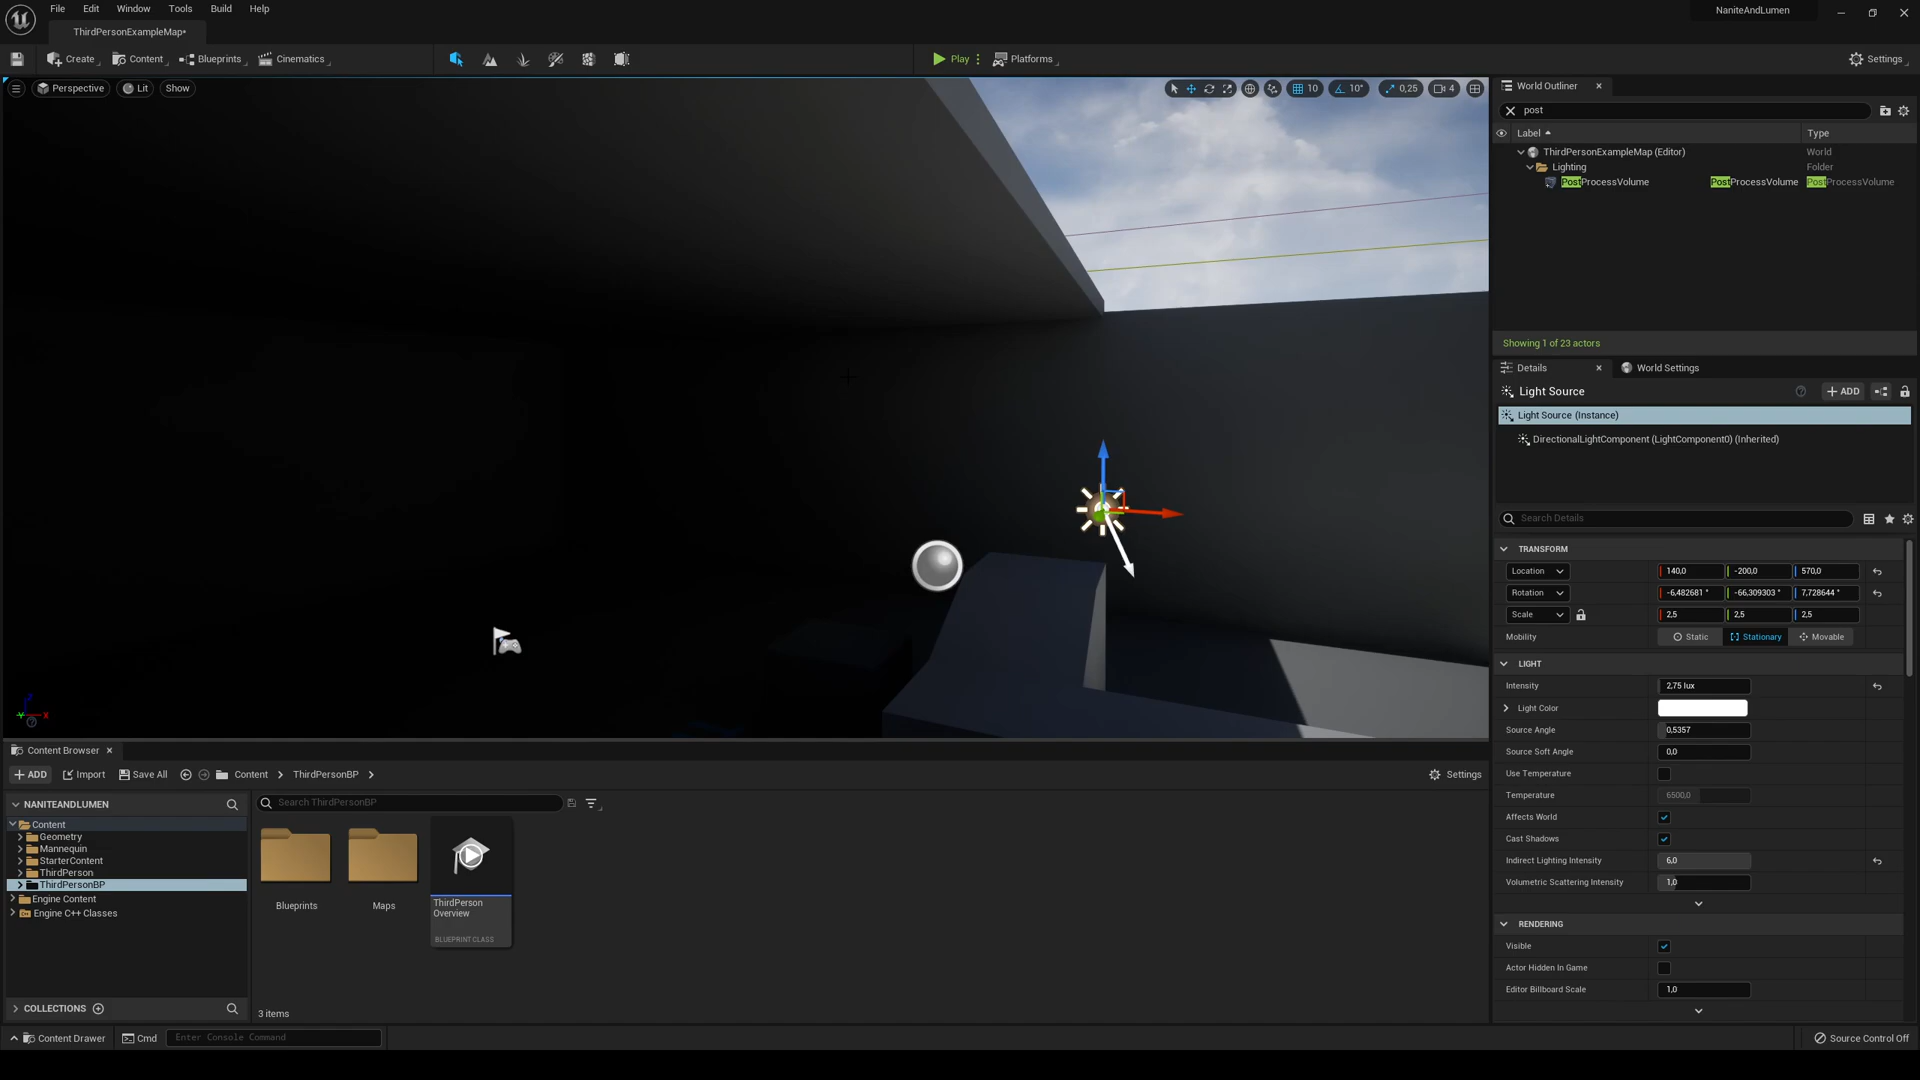 File Edit Window Tools Build Help
NaniteAndLumen
ThirdPersonExampleMap*
Create Content Blueprints Cinematics
Play Platforms
Settings
Perspective Lit Show
10 10° 0,25 4
World Outliner
post
Label Type
ThirdPersonExampleMap (Editor) World
Lighting Folder
PostProcessVolume PostProcessVolume PostProcessVolume
Showing 1 of 23 actors
Details World Settings
Light Source
ADD
Light Source (Instance)
DirectionalLightComponent (LightComponent0) (Inherited)
Search Details
TRANSFORM
Location 140,0 -200,0 570,0
Rotation -6,482681 ° -66,309303 ° 7,728644 °
Scale 2,5 2,5 2,5
Mobility Static Stationary Movable
LIGHT
Intensity 2,75 lux
Light Color
Source Angle 0,5357
Source Soft Angle 0,0
Use Temperature
Temperature 6500,0
Affects World
Cast Shadows
Indirect Lighting Intensity 6,0
Volumetric Scattering Intensity 1,0
RENDERING
Visible
Actor Hidden In Game
Editor Billboard Scale 1,0
Content Browser
ADD Import Save All Content ThirdPersonBP
Settings
NANITEANDLUMEN
Search ThirdPersonBP
Content
Geometry
Mannequin
StarterContent
ThirdPerson
ThirdPersonBP
Engine Content
Engine C++ Classes
Blueprints
Maps
ThirdPerson
Overview
BLUEPRINT CLASS
COLLECTIONS
3 items
Content Drawer Cmd Enter Console Command
Source Control Off